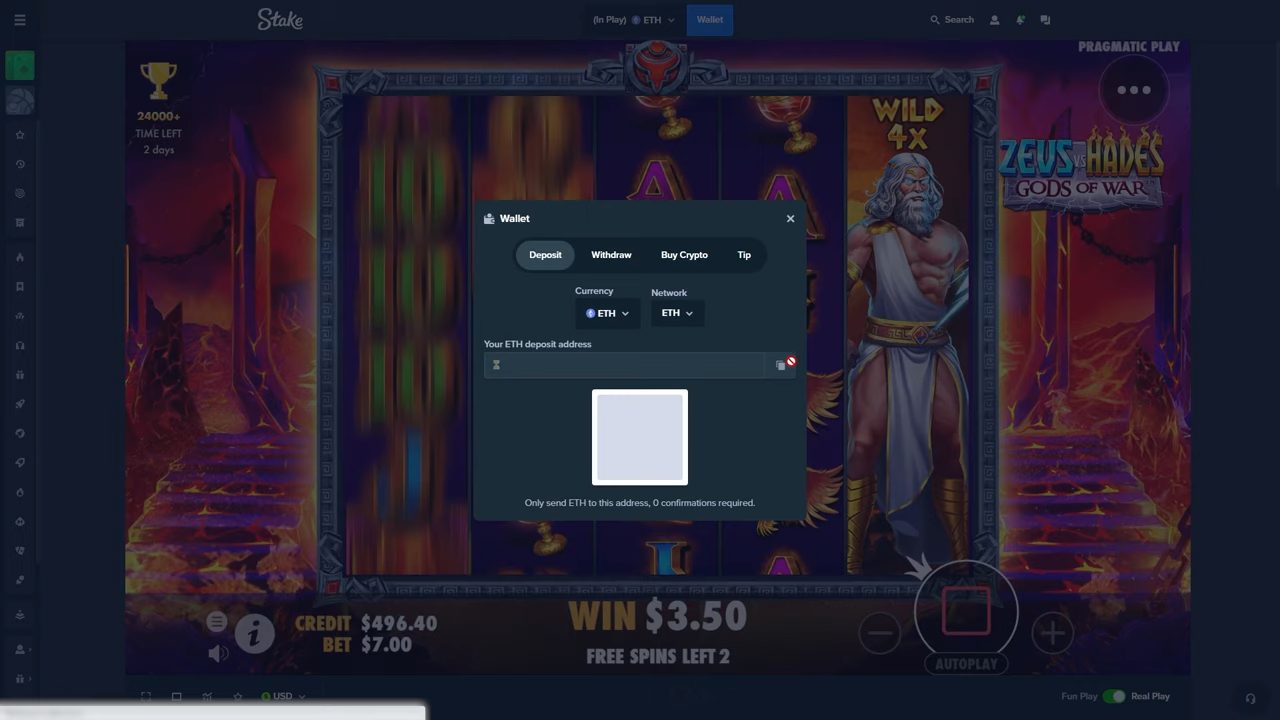 Stake
(In Play) ETH
Wallet
Search
PRAGMATIC PLAY
24000+
TIME LEFT
2 days
WILD
4X
ZEUS VS HADES
GODS OF WAR
A
Wallet
Deposit
Withdraw
Buy Crypto
Tip
Currency
Network
ETH
ETH
Your ETH deposit address
Only send ETH to this address, 0 confirmations required.
CREDIT $496.40
BET $7.00
WIN $3.50
FREE SPINS LEFT 2
AUTOPLAY
USD
Fun Play
Real Play